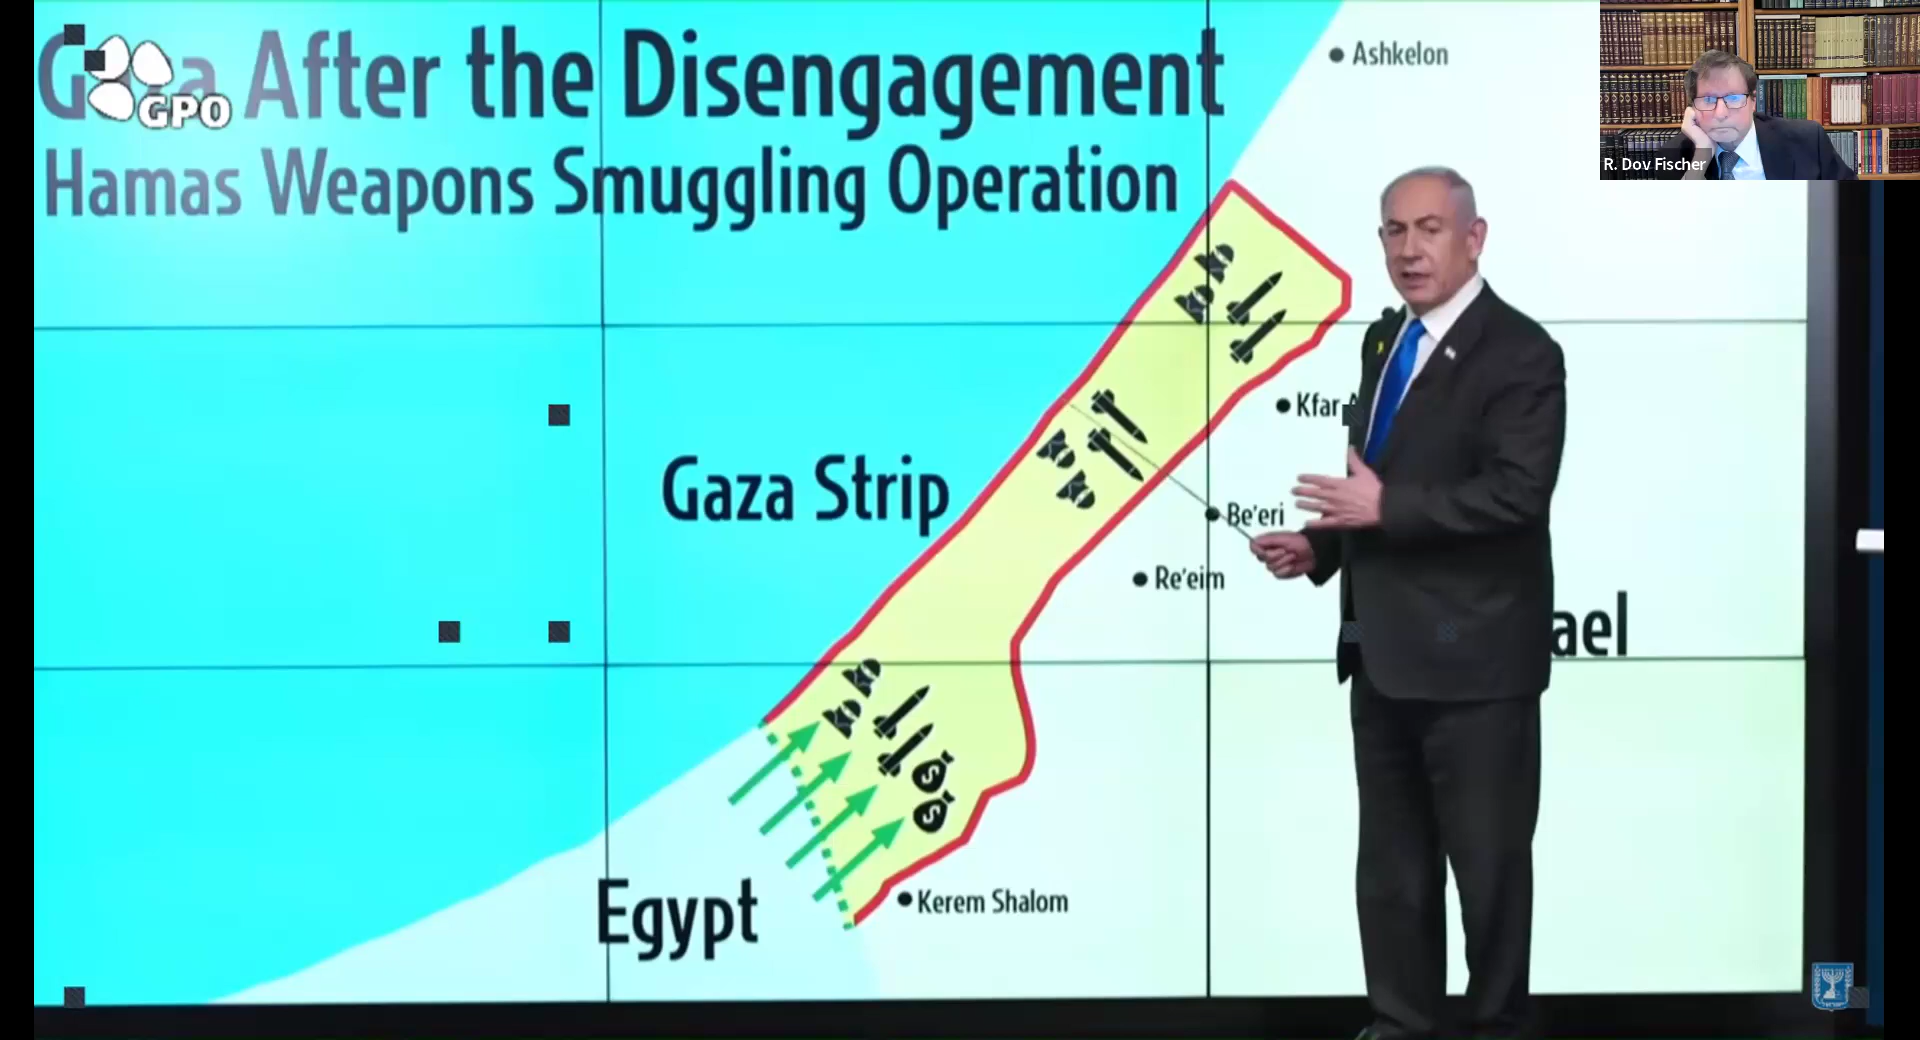 Gaza After the Disengagement
GPO
Hamas Weapons Smuggling Operation
Ashkelon
R. Dov Fischer
Kfar
Gaza Strip
Be'eri
Re'eim
$
$
Egypt
Kerem Shalom